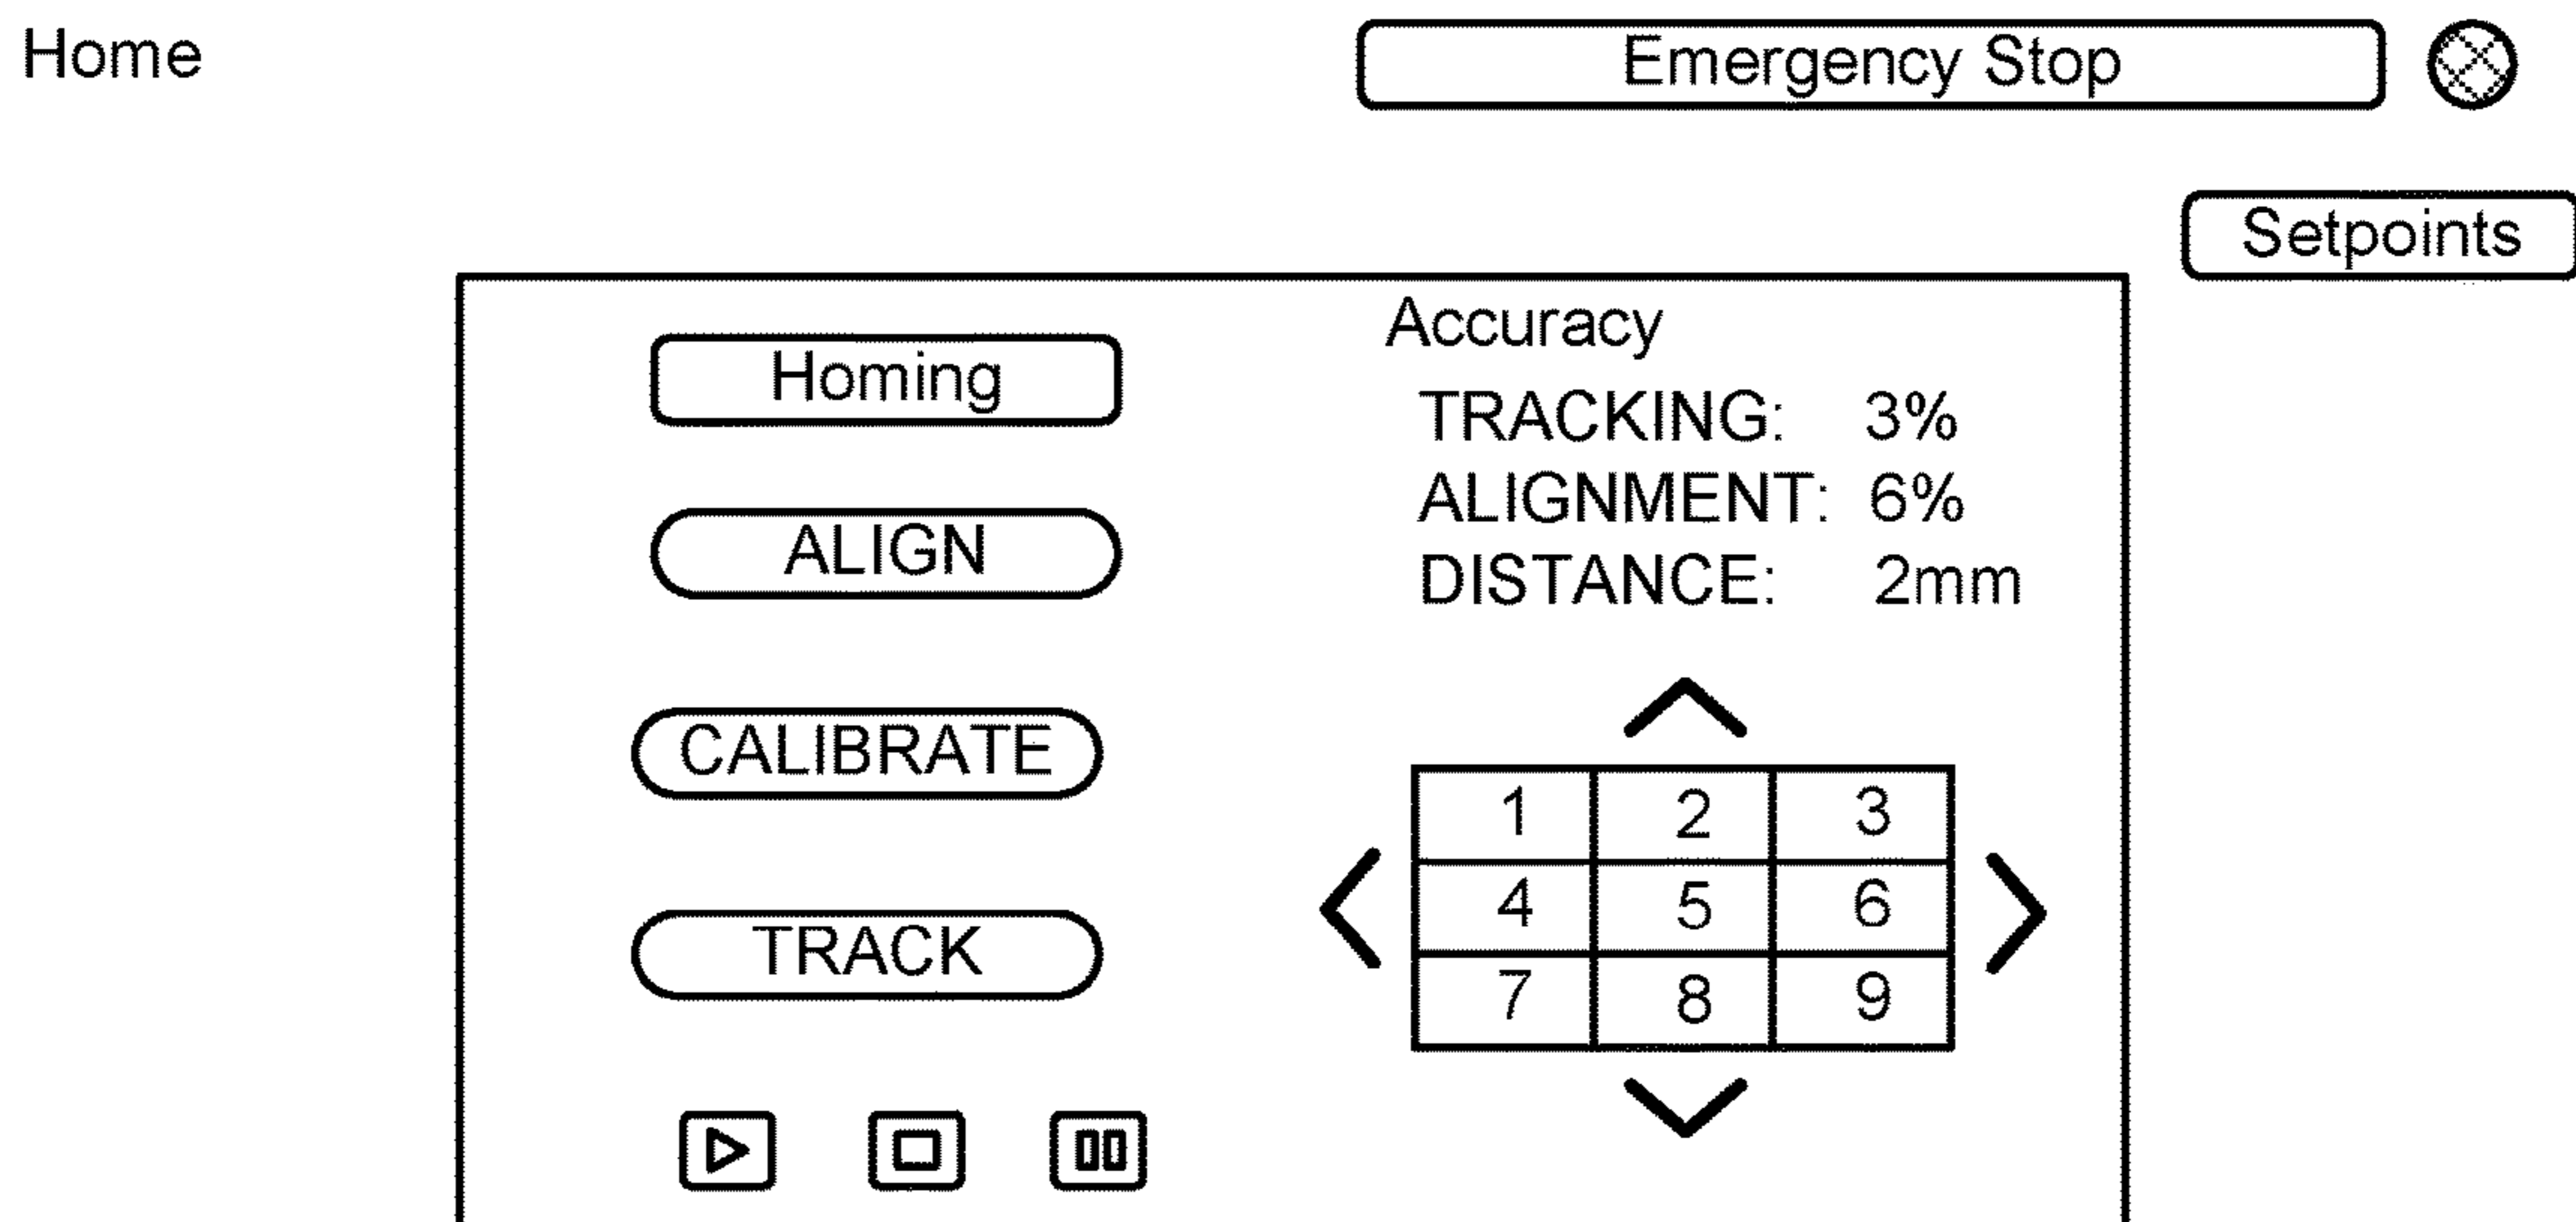 Home
Emergency Stop
Setpoints
Homing
ALIGN
CALIBRATE
TRACK
Accuracy
TRACKING: 3%
ALIGNMENT: 6%
DISTANCE: 2mm
1 2 3
4 5 6
7 8 9